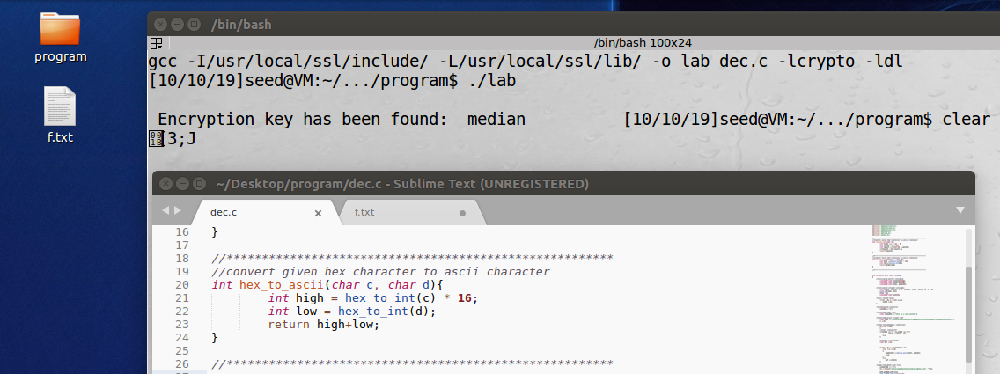 program
f.txt
/bin/bash
/bin/bash 100x24
gcc -I/usr/local/ssl/include/ -L/usr/local/ssl/lib/ -o lab dec.c -lcrypto -ldl
[10/10/19]seed@VM:~/.../program$ ./lab
Encryption key has been found:  median          [10/10/19]seed@VM:~/.../program$ clear
[3;J
~/Desktop/program/dec.c - Sublime Text (UNREGISTERED)
dec.c
f.txt
16 }
17
18 //****************************************************
19 //convert given hex character to ascii character
20 int hex_to_ascii(char c, char d){
21         int high = hex_to_int(c) * 16;
22         int low = hex_to_int(d);
23         return high+low;
24 }
25
26 //****************************************************